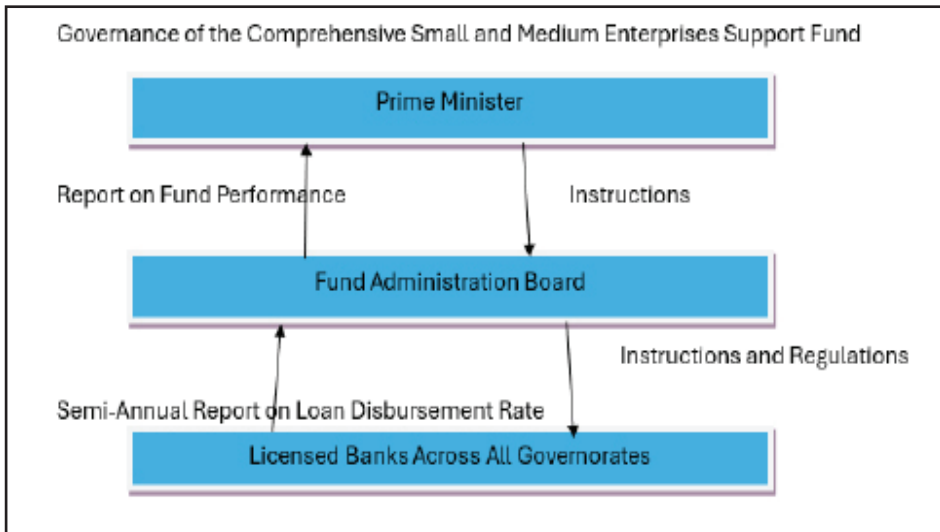 Governance of the Comprehensive Small and Medium Enterprises Support Fund
Prime Minister
Report on Fund Performance
Instructions
Fund Administration Board
Instructions and Regulations
Semi-Annual Report on Loan Disbursement Rate
Licensed Banks Across All Governorates